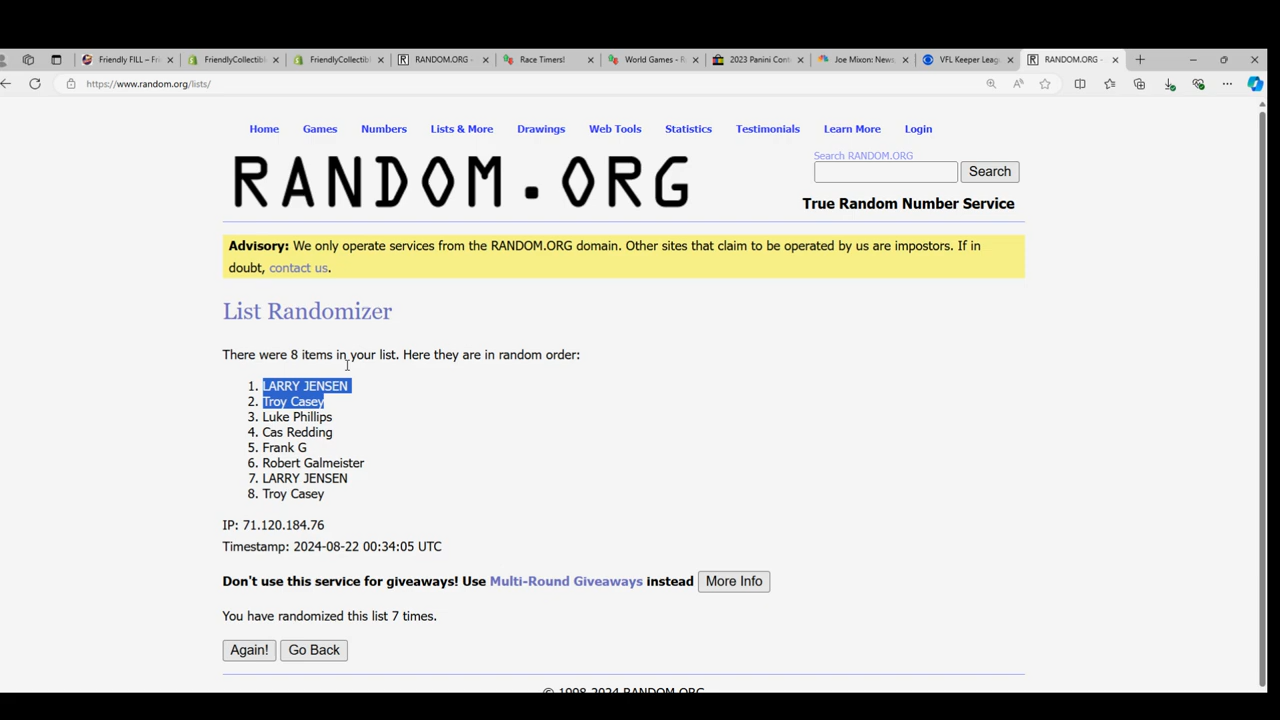 Friendly FILL – Fri
FriendlyCollectibl
FriendlyCollectibl
RANDOM.ORG -
Race Timers!
World Games - R
2023 Panini Cont
Joe Mixon: News
VFL Keeper Leag
RANDOM.ORG -
https://www.random.org/lists/
Home Games Numbers Lists & More Drawings Web Tools Statistics Testimonials Learn More Login
Search RANDOM.ORG
RANDOM.ORG
Search
True Random Number Service
Advisory: We only operate services from the RANDOM.ORG domain. Other sites that claim to be operated by us are impostors. If in
doubt, contact us.
List Randomizer
There were 8 items in your list. Here they are in random order:
1. LARRY JENSEN
2. Troy Casey
3. Luke Phillips
4. Cas Redding
5. Frank G
6. Robert Galmeister
7. LARRY JENSEN
8. Troy Casey
IP: 71.120.184.76
Timestamp: 2024-08-22 00:34:05 UTC
Don't use this service for giveaways! Use Multi-Round Giveaways instead More Info
You have randomized this list 7 times.
Again! Go Back
© 1998-2024 RANDOM.ORG